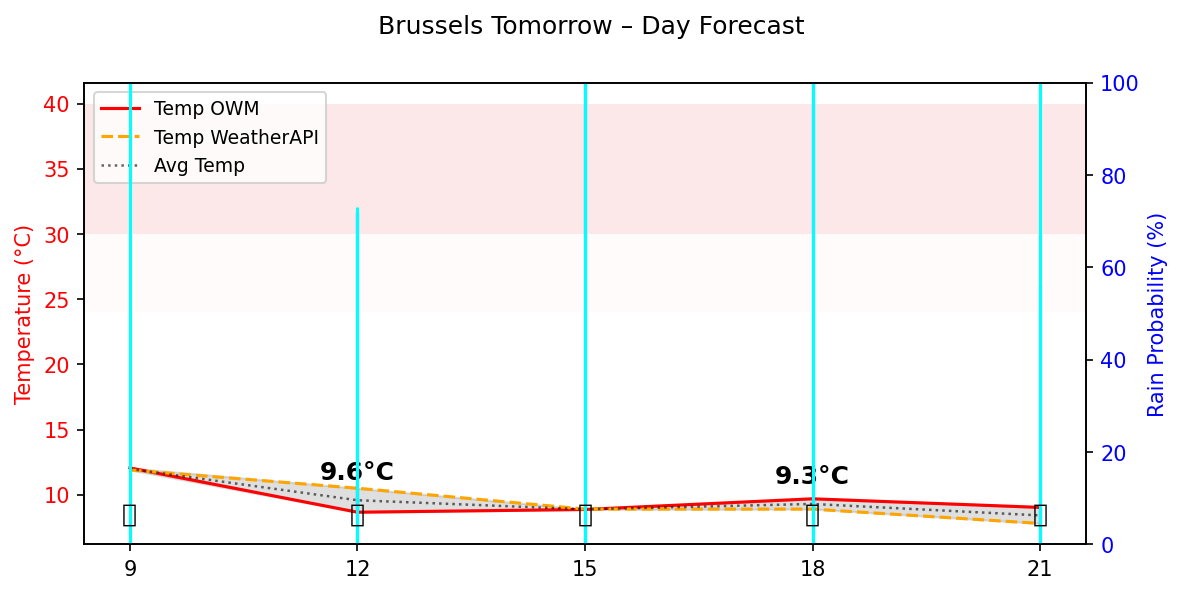 Brussels Tomorrow – Day Forecast
Temp OWM
Temp WeatherAPI
Avg Temp
Temperature (°C)
40
35
30
25
20
15
10
9.6°C
9.3°C
100
80
60
40
20
0
Rain Probability (%)
9
12
15
18
21